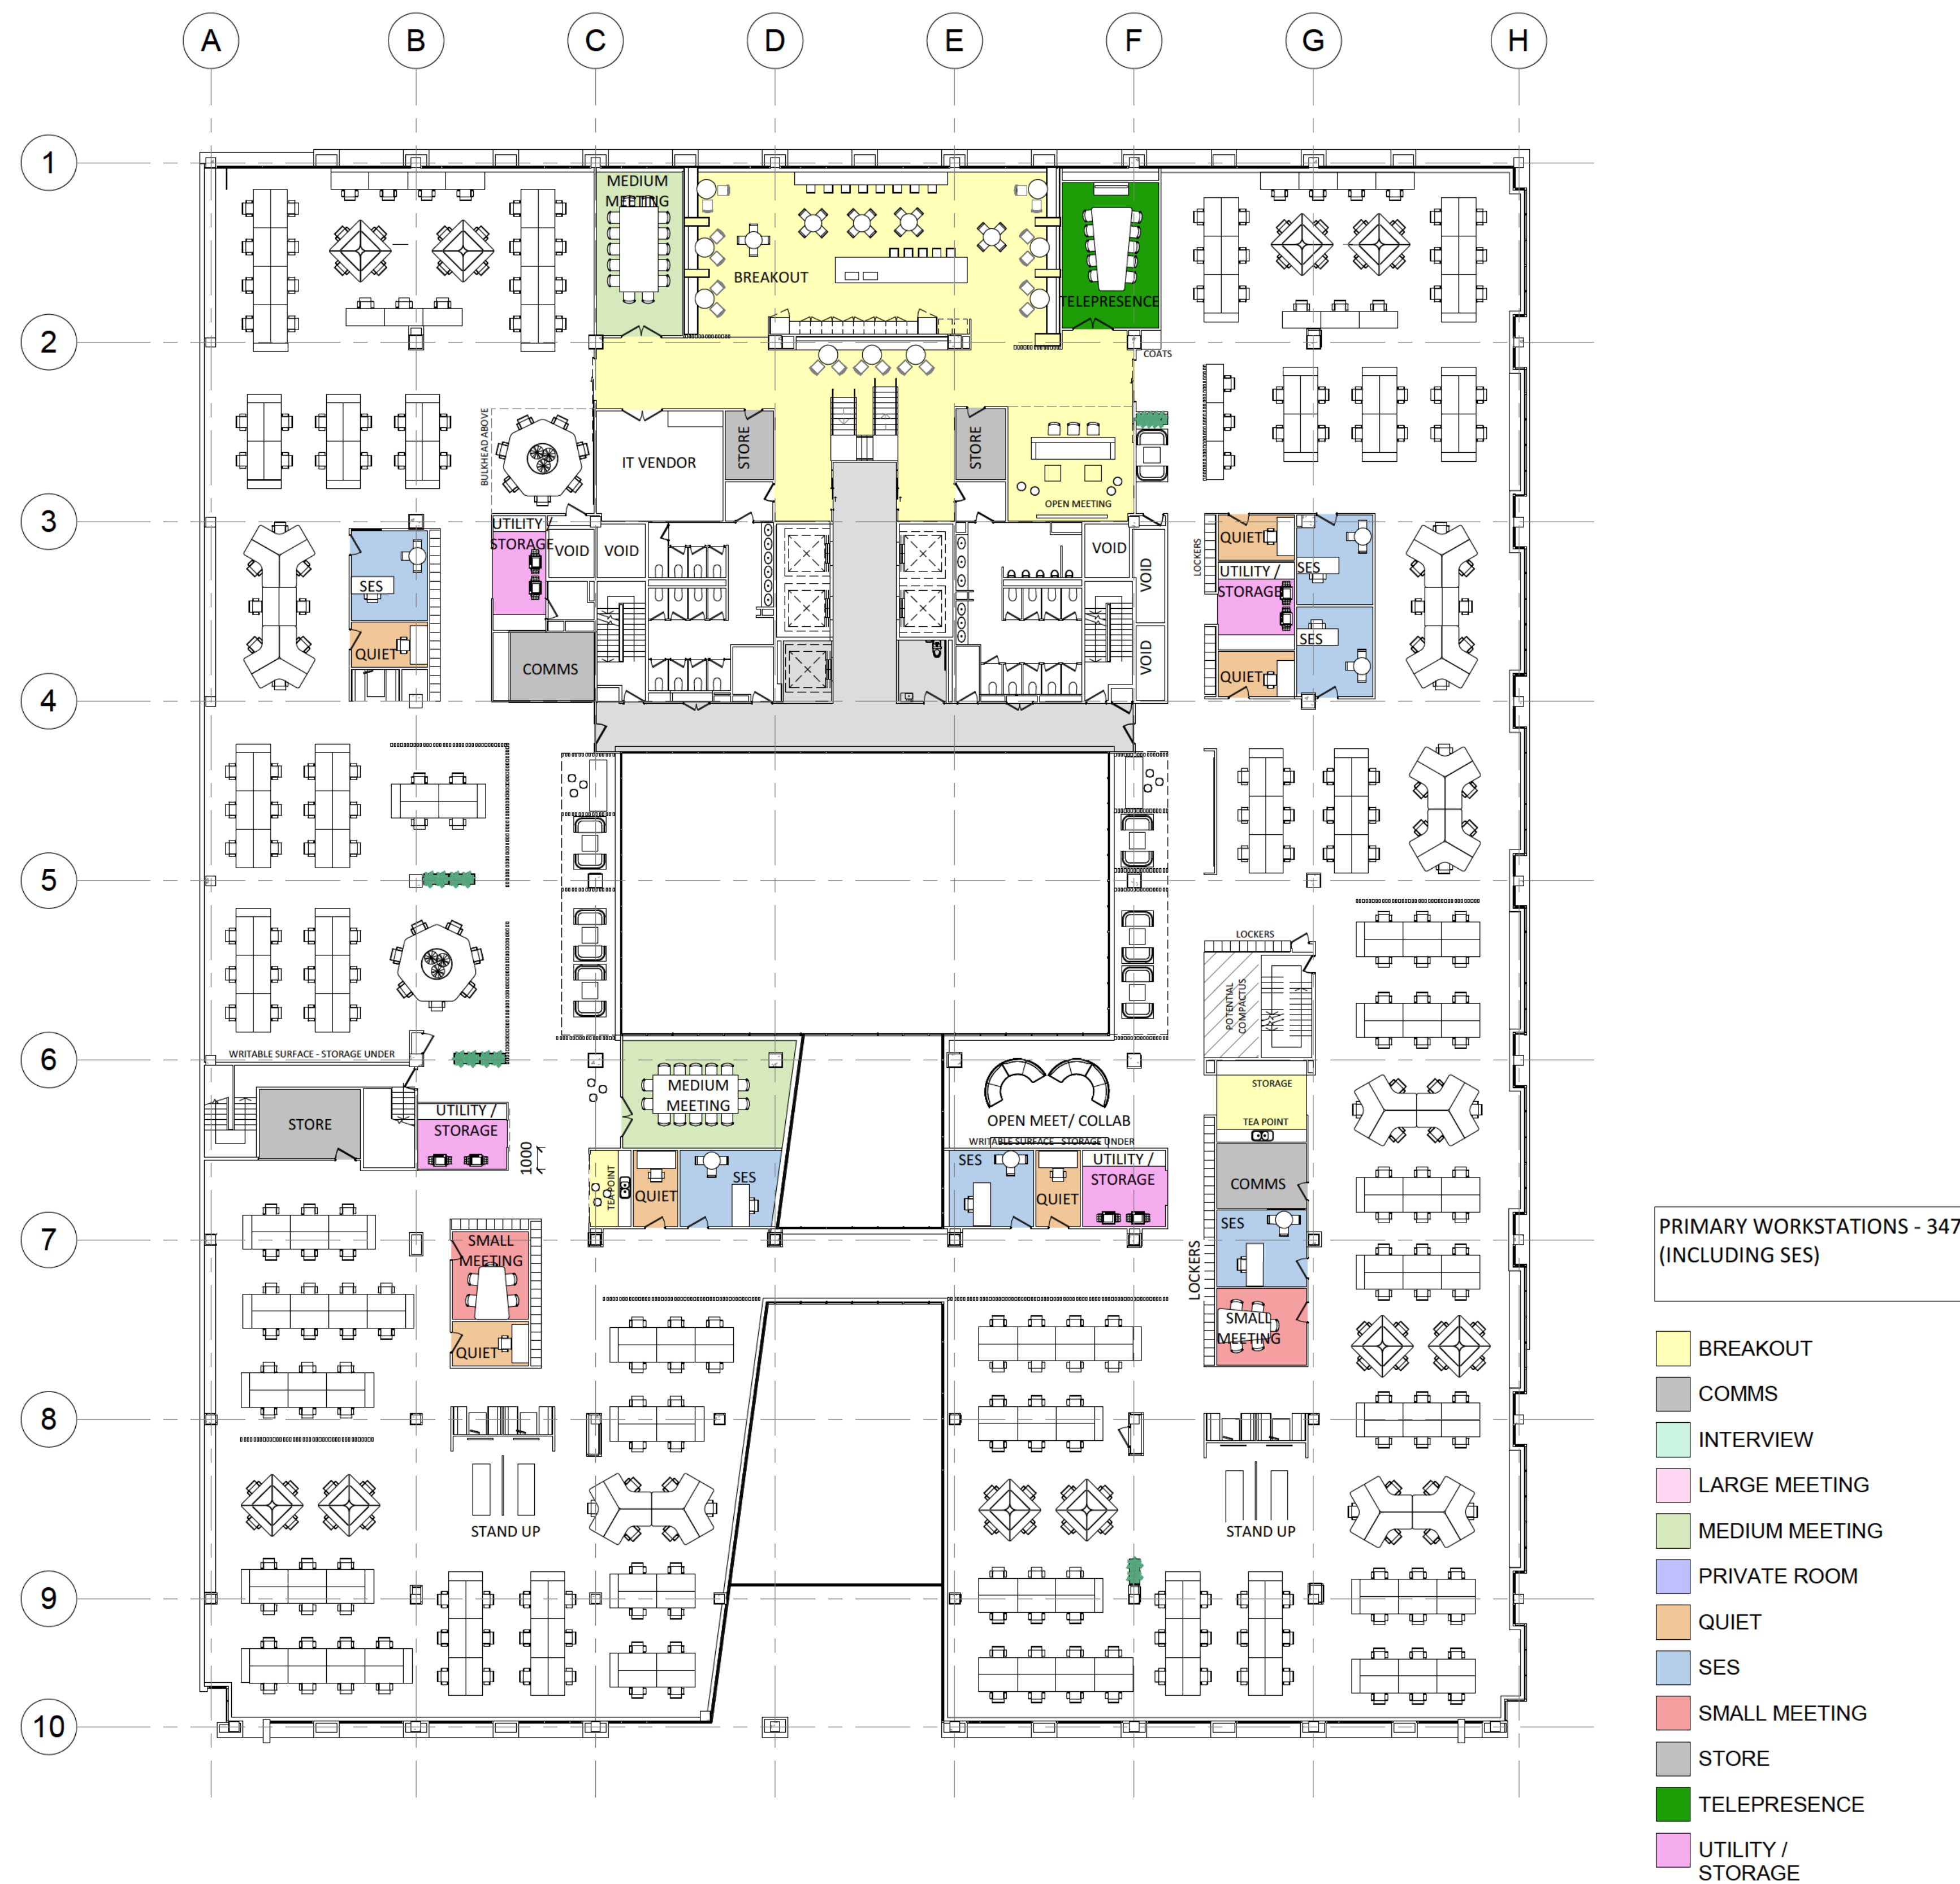 A B C D E F G H
1
2
3
4
5
6
7
8
9
10
MEDIUM
MEETING
BREAKOUT
TELEPRESENCE
COATS
BULKHEAD ABOVE
IT VENDOR
STORE
STORE
OPEN MEETING
UTILITY /
STORAGE
VOID
VOID
VOID
VOID
VOID
SES
QUIET
COMMS
LOCKERS
QUIET
UTILITY /
STORAGE
QUIET
SES
SES
LOCKERS
POTENTIAL
COMPACTUS
WRITABLE SURFACE - STORAGE UNDER
STORE
UTILITY /
STORAGE
1000
MEDIUM
MEETING
TEA POINT
QUIET
SES
OPEN MEET/ COLLAB
WRITABLE SURFACE - STORAGE UNDER
SES
QUIET
UTILITY /
STORAGE
STORAGE
TEA POINT
COMMS
SES
LOCKERS
SMALL
MEETING
SMALL
MEETING
QUIET
STAND UP
STAND UP
PRIMARY WORKSTATIONS - 347
(INCLUDING SES)
BREAKOUT
COMMS
INTERVIEW
LARGE MEETING
MEDIUM MEETING
PRIVATE ROOM
QUIET
SES
SMALL MEETING
STORE
TELEPRESENCE
UTILITY /
STORAGE